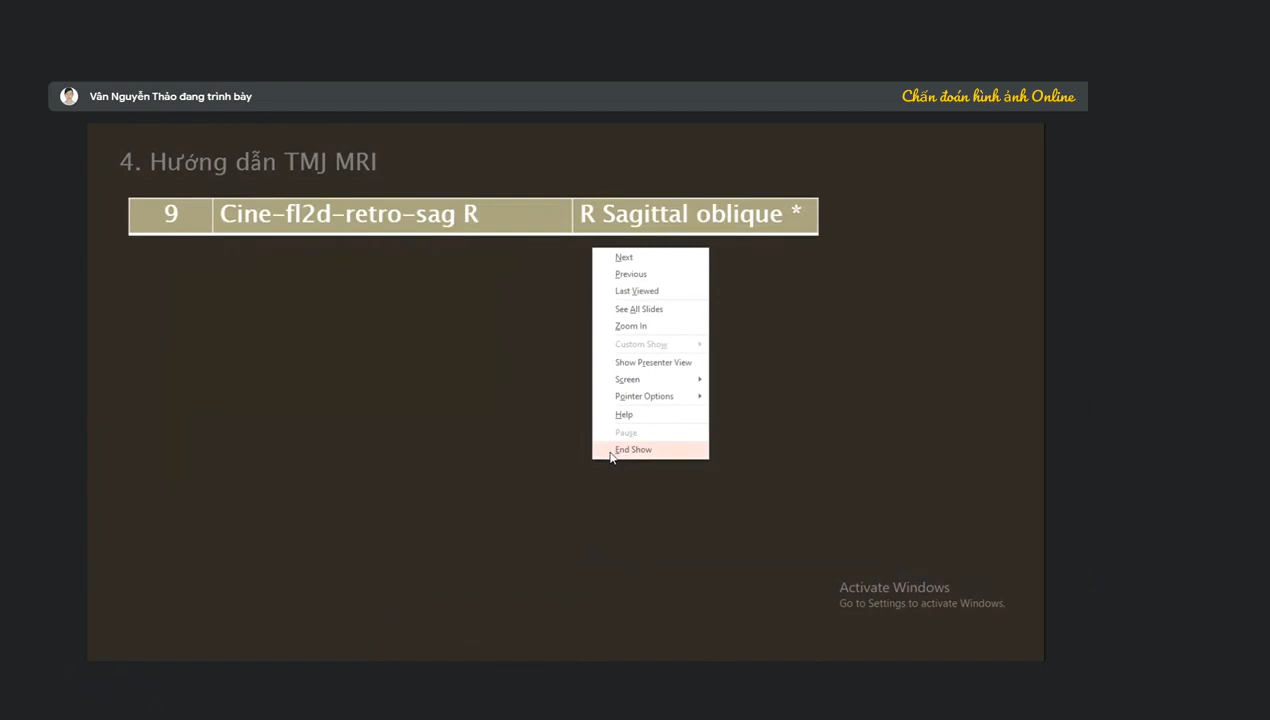 Vân Nguyễn Thảo đang trình bày
Chẩn đoán hình ảnh Online
4. Hướng dẫn TMJ MRI
9 Cine-fl2d-retro-sag R R Sagittal oblique *
Next
Previous
Last Viewed
See All Slides
Zoom In
Custom Show
Show Presenter View
Screen
Pointer Options
Help
Pause
End Show
Activate Windows
Go to Settings to activate Windows.